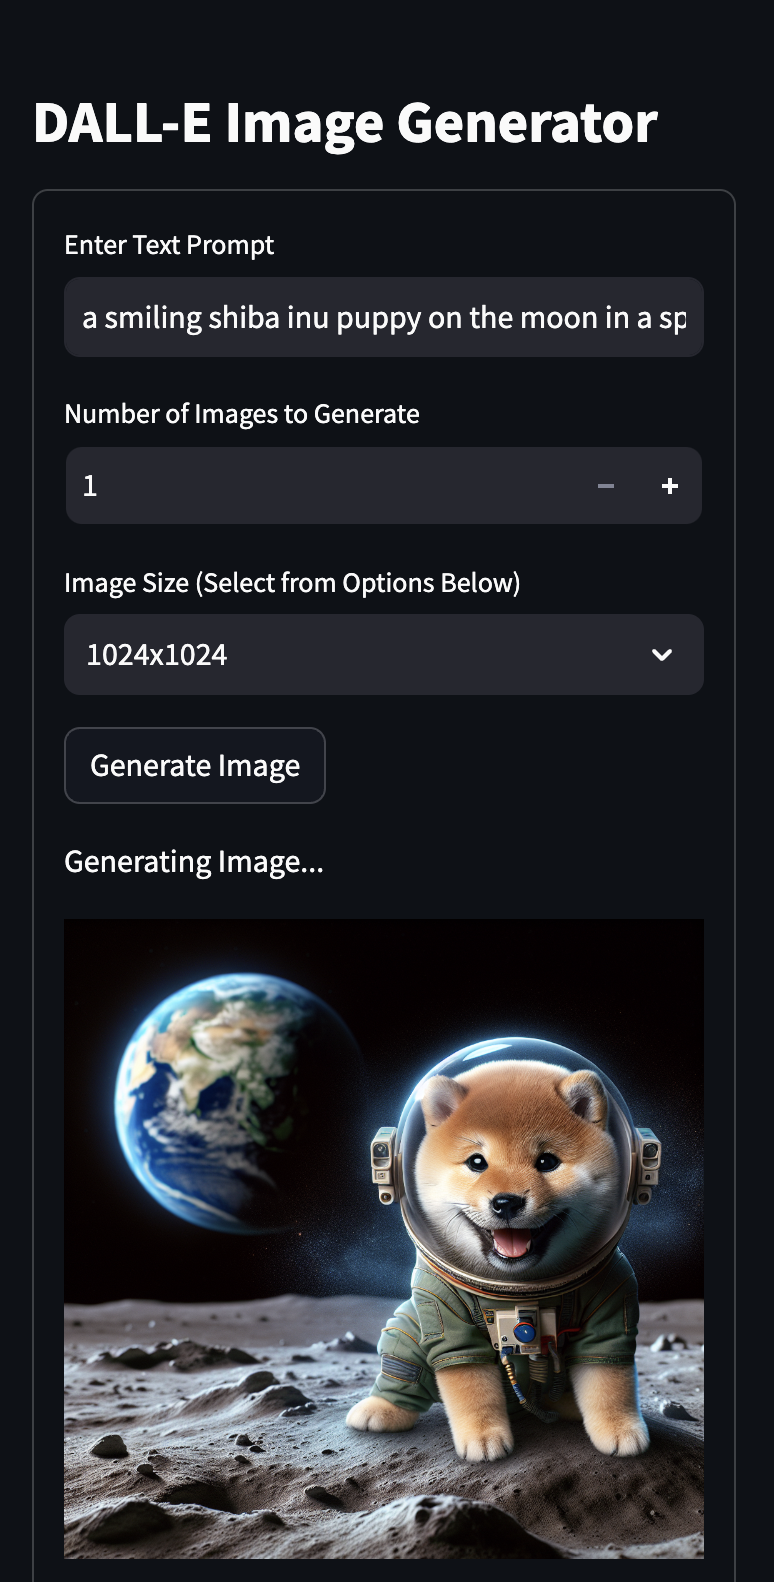 DALL-E Image Generator
Enter Text Prompt
a smiling shiba inu puppy on the moon in a sp
Number of Images to Generate
1
Image Size (Select from Options Below)
1024x1024
Generate Image
Generating Image...